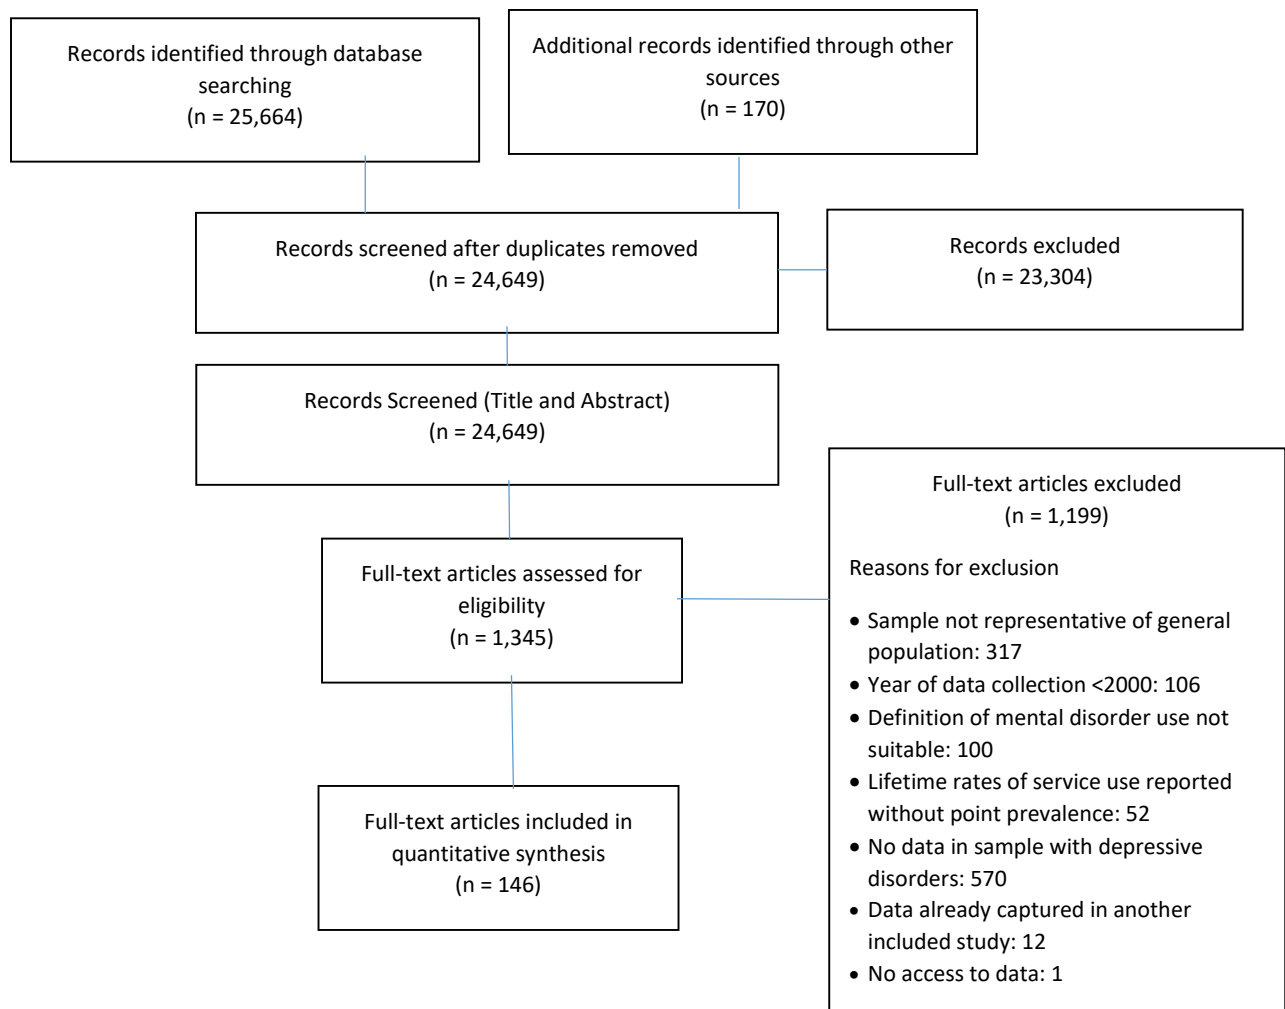 Records identified through database
searching
(n = 25,664)
Additional records identified through other
sources
(n = 170)
Records screened after duplicates removed
(n = 24,649)
Records excluded
(n = 23,304)
Records Screened (Title and Abstract)
(n = 24,649)
Full-text articles assessed for
eligibility
(n = 1,345)
Full-text articles excluded
(n = 1,199)
Reasons for exclusion
• Sample not representative of general
population: 317
• Year of data collection <2000: 106
• Definition of mental disorder use not
suitable: 100
• Lifetime rates of service use reported
without point prevalence: 52
• No data in sample with depressive
disorders: 570
• Data already captured in another
included study: 12
• No access to data: 1
Full-text articles included in
quantitative synthesis
(n = 146)